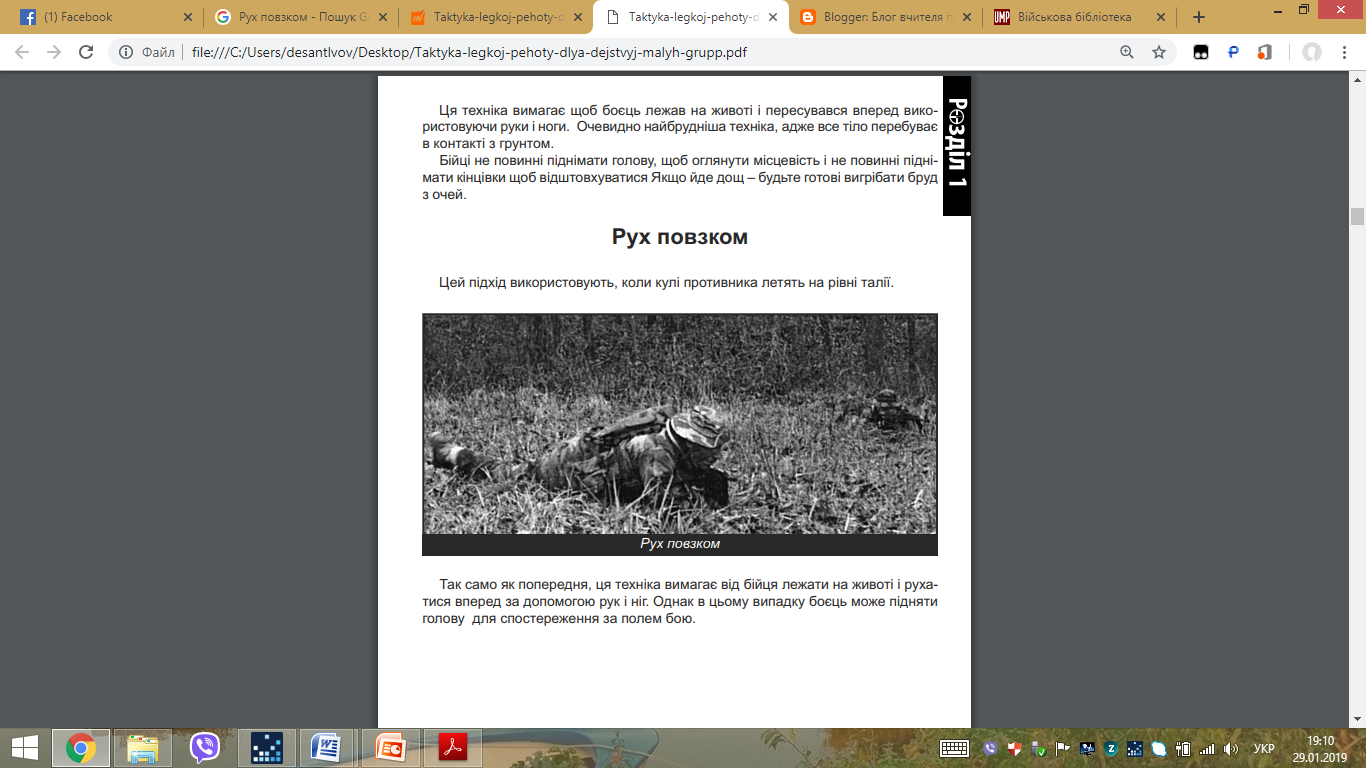 (1) Facebook
Рух повзком - Пошук G
Taktyka-legkoj-pehoty-d
Taktyka-legkoj-pehoty-d
Blogger: Блог вчителя п
Військова бібліотека
Файл
file:///C:/Users/desantlvov/Desktop/Taktyka-legkoj-pehoty-dlya-dejstvyj-malyh-grupp.pdf
Ця техніка вимагає щоб боєць лежав на животі і пересувався вперед вико-
ристовуючи руки і ноги. Очевидно найбрудніша техніка, адже все тіло перебуває
в контакті з грунтом.
Бійці не повинні піднімати голову, щоб оглянути місцевість і не повинні підні-
мати кінцівки щоб відштовхуватися Якщо йде дощ – будьте готові вигрібати бруд
з очей.
Розділ 1
Рух повзком
Цей підхід використовують, коли кулі противника летять на рівні талії.
Рух повзком
Так само як попередня, ця техніка вимагає від бійця лежати на животі і руха-
тися вперед за допомогою рук і ніг. Однак в цьому випадку боєць може підняти
голову для спостереження за полем бою.
УКР
19:10
29.01.2019